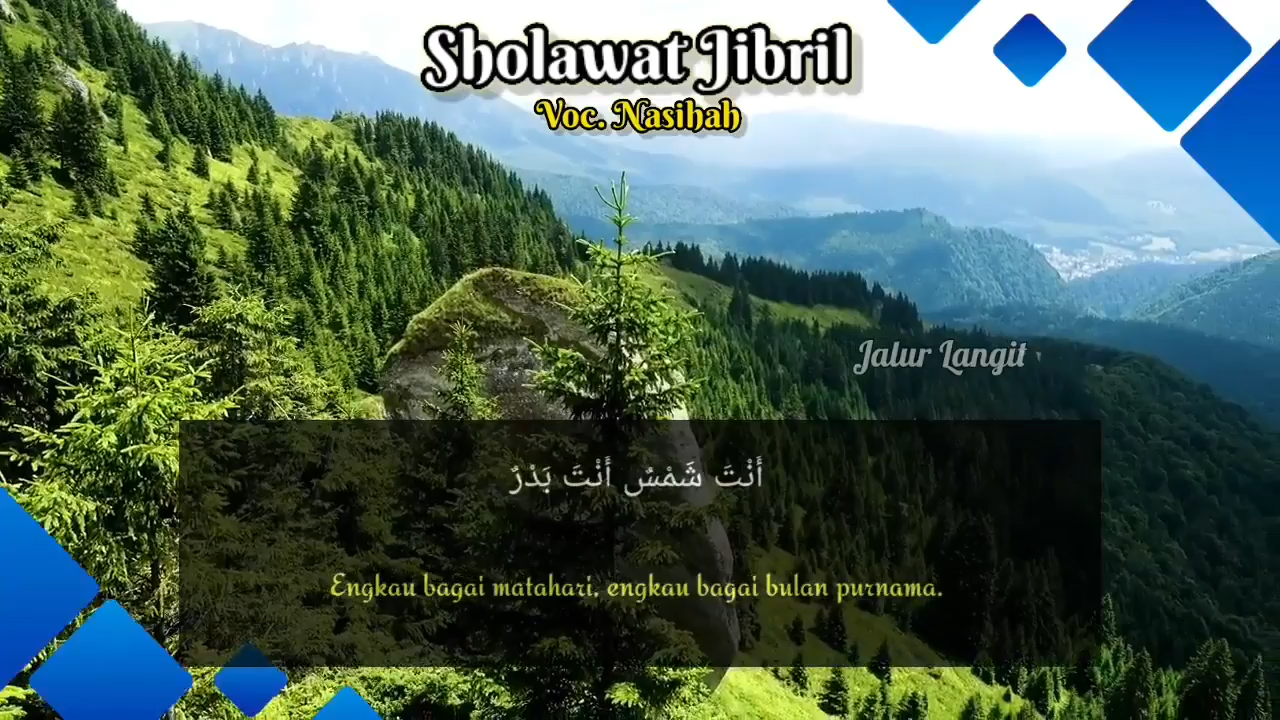 Sholawat Jibril
Voc. Nasihah
Jalur Langit
أَنْتَ شَمْسٌ أَنْتَ بَدْرٌ
Engkau bagai matahari, engkau bagai bulan purnama.